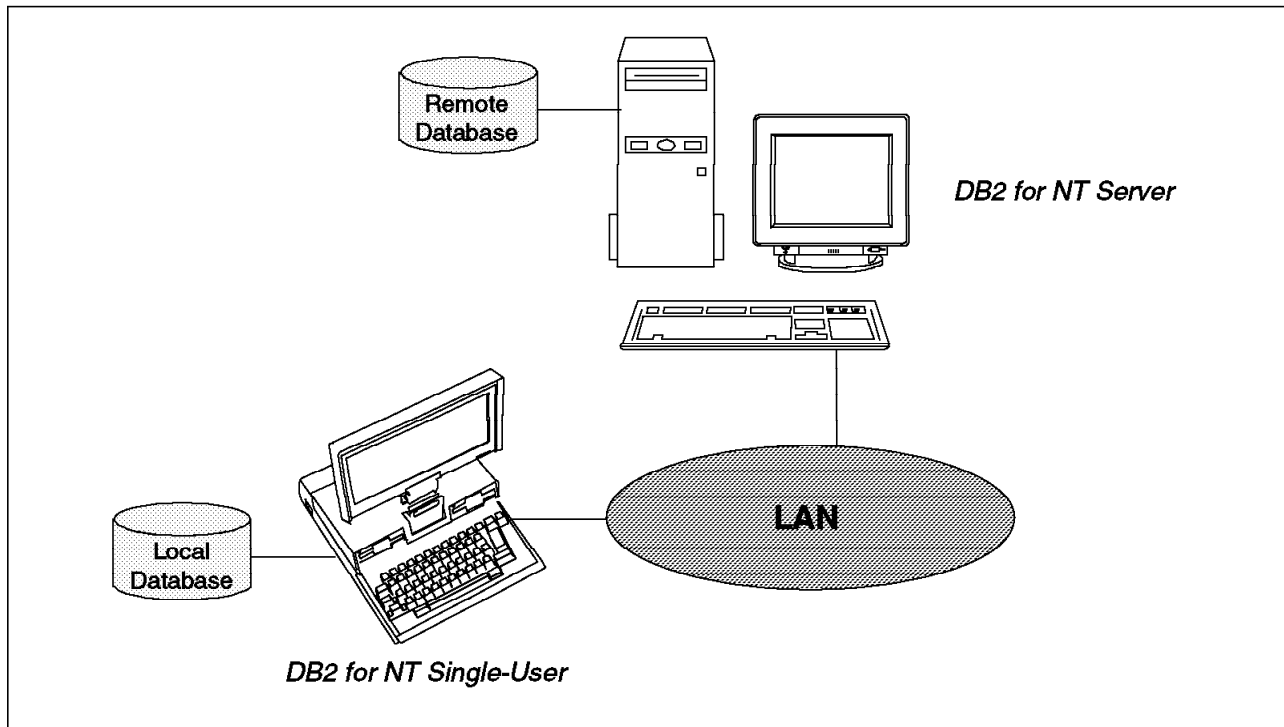 Remote
Database
DB2 for NT Server
LAN
Local
Database
DB2 for NT Single-User